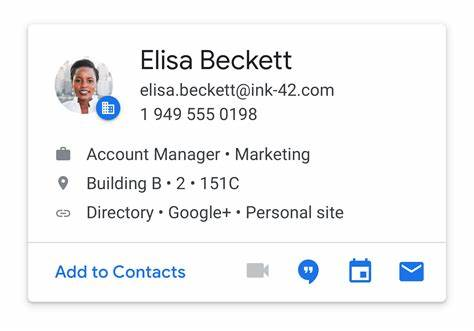 Elisa Beckett
elisa.beckett@ink-42.com
1 949 555 0198
Account Manager • Marketing
Building B • 2 • 151C
Directory • Google+ • Personal site
Add to Contacts